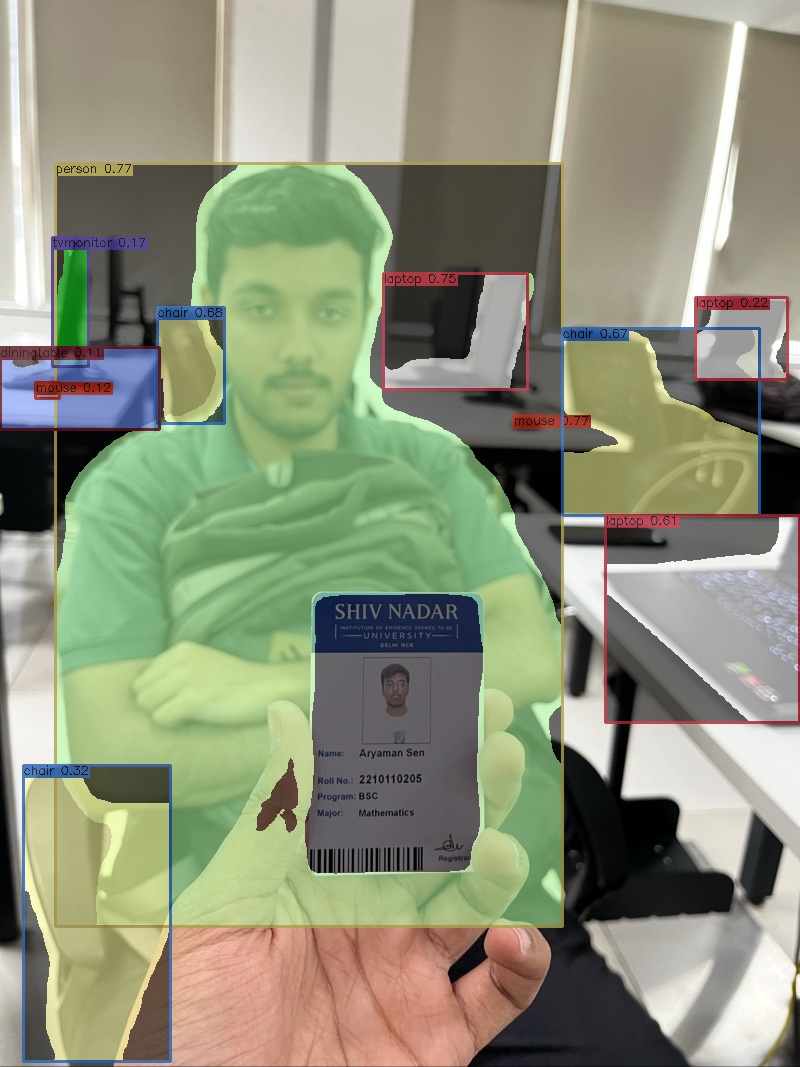 person 0.77
tvmonitor 0.17
laptop 0.75
laptop 0.22
chair 0.68
chair 0.67
diningtable 0.11
mouse 0.12
mouse 0.77
laptop 0.61
SHIV NADAR
INSTITUTION OF EMINENCE DEEMED TO BE
UNIVERSITY
DELHI NCR
Name: Aryaman Sen
Roll No.: 2210110205
Program: BSC
Major: Mathematics
Registrar
chair 0.32